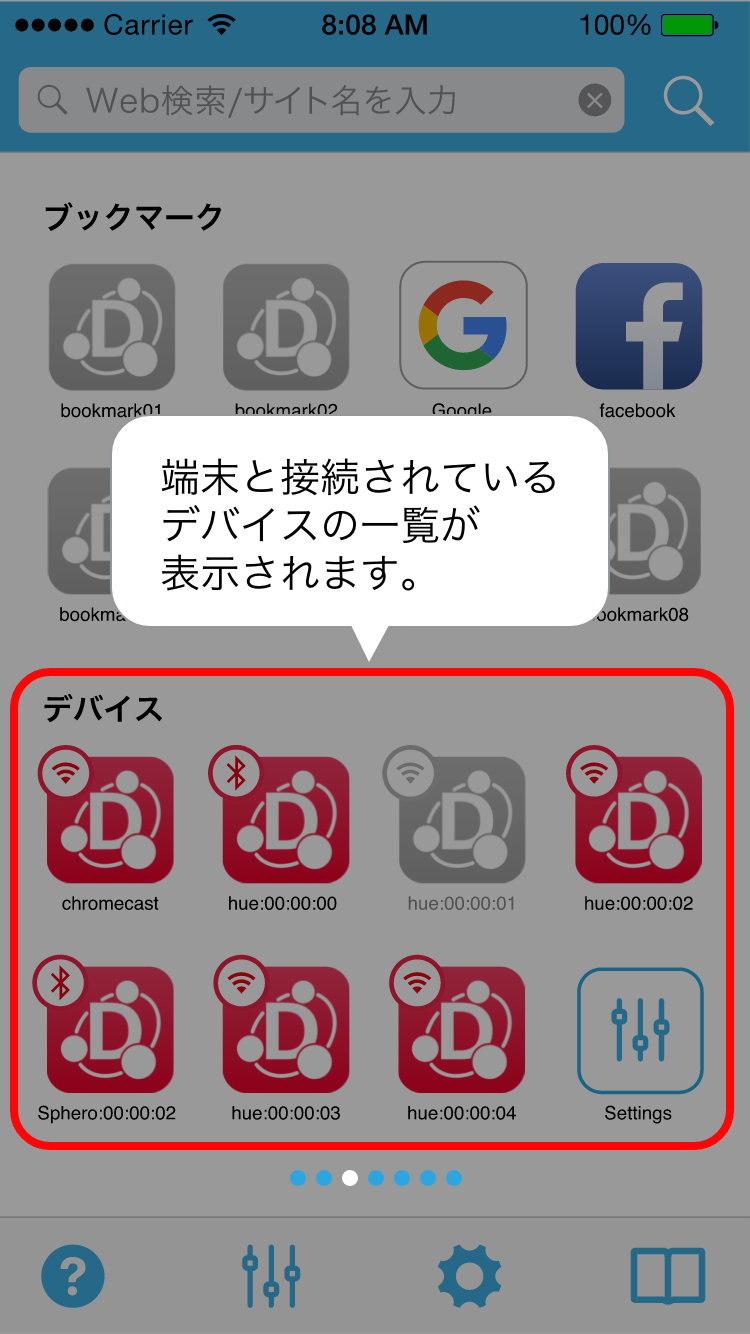 Carrier 8:08 AM 100%
Web検索/サイト名を入力
ブックマーク
bookmark01 bookmark02 Google facebook
端末と接続されている
デバイスの一覧が
表示されます。
bookma ookmark08
デバイス
chromecast hue:00:00:00 hue:00:00:01 hue:00:00:02
Sphero:00:00:02 hue:00:00:03 hue:00:00:04 Settings